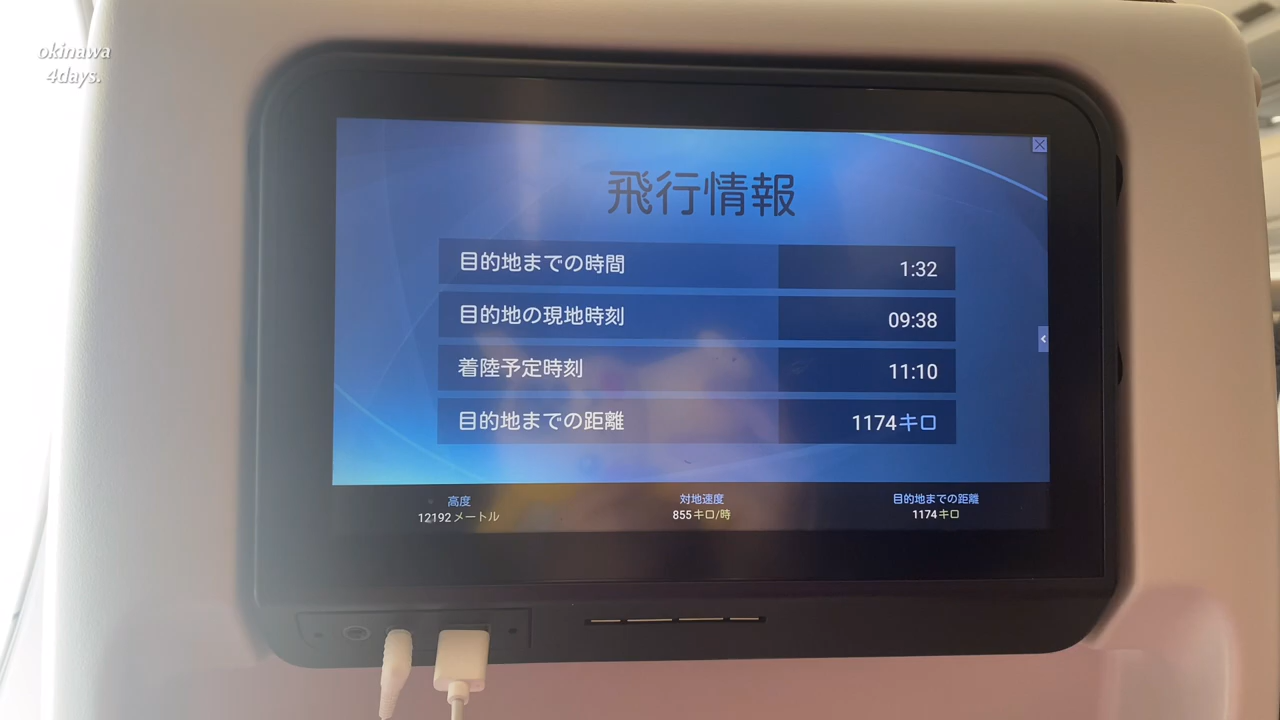 okinawa
4days.
飛行情報
目的地までの時間 1:32
目的地の現地時刻 09:38
着陸予定時刻 11:10
目的地までの距離 1174キロ
高度 対地速度 目的地までの距離
12192メートル 855キロ/時 1174キロ